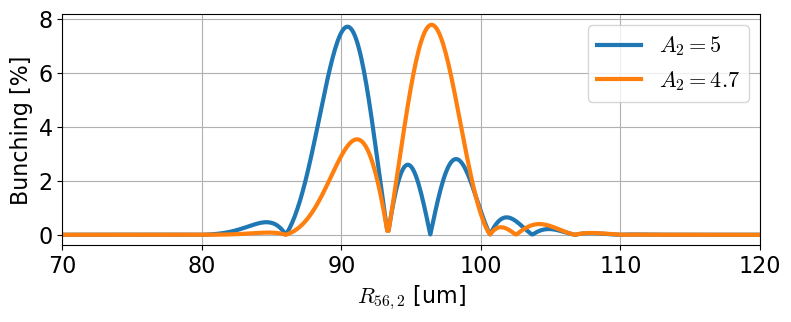 Bunching [%]
8
6
4
2
0
70 80 90 100 110 120
R₅₆,₂ [um]
A₂ = 5
A₂ = 4.7